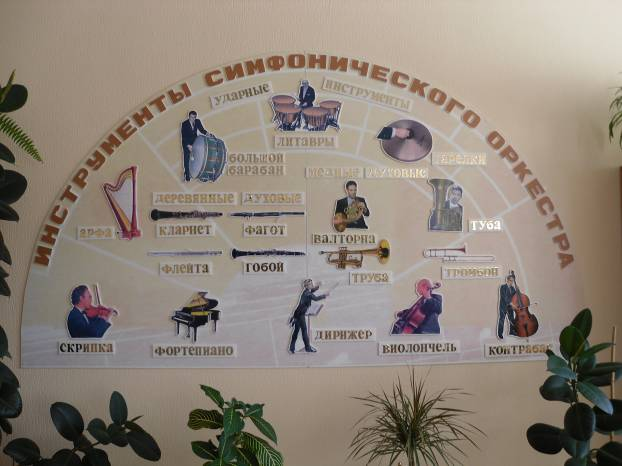 ИНСТРУМЕНТЫ СИМФОНИЧЕСКОГО ОРКЕСТРА
УДАРНЫЕ ИНСТРУМЕНТЫ
ЛИТАВРЫ
БОЛЬШОЙ
БАРАБАН
ТАРЕЛКИ
ДЕРЕВЯННЫЕ ДУХОВЫЕ
МЕДНЫЕ ДУХОВЫЕ
АРФА
КЛАРНЕТ
ФАГОТ
ВАЛТОРНА
ТУБА
ФЛЕЙТА
ГОБОЙ
ТРУБА
ТРОМБОН
СКРИПКА
ФОРТЕПИАНО
ДИРИЖЕР
ВИОЛОНЧЕЛЬ
КОНТРАБАС